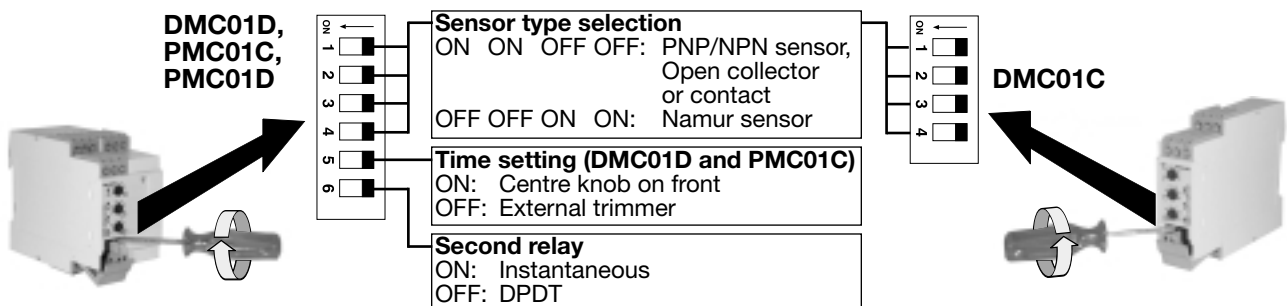 DMC01D,
PMC01C,
PMC01D
ON
1
2
3
4
5
6
Sensor type selection
ON ON OFF OFF: PNP/NPN sensor,
Open collector
or contact
OFF OFF ON ON: Namur sensor
Time setting (DMC01D and PMC01C)
ON: Centre knob on front
OFF: External trimmer
Second relay
ON: Instantaneous
OFF: DPDT
ON
1
2
3
4
DMC01C